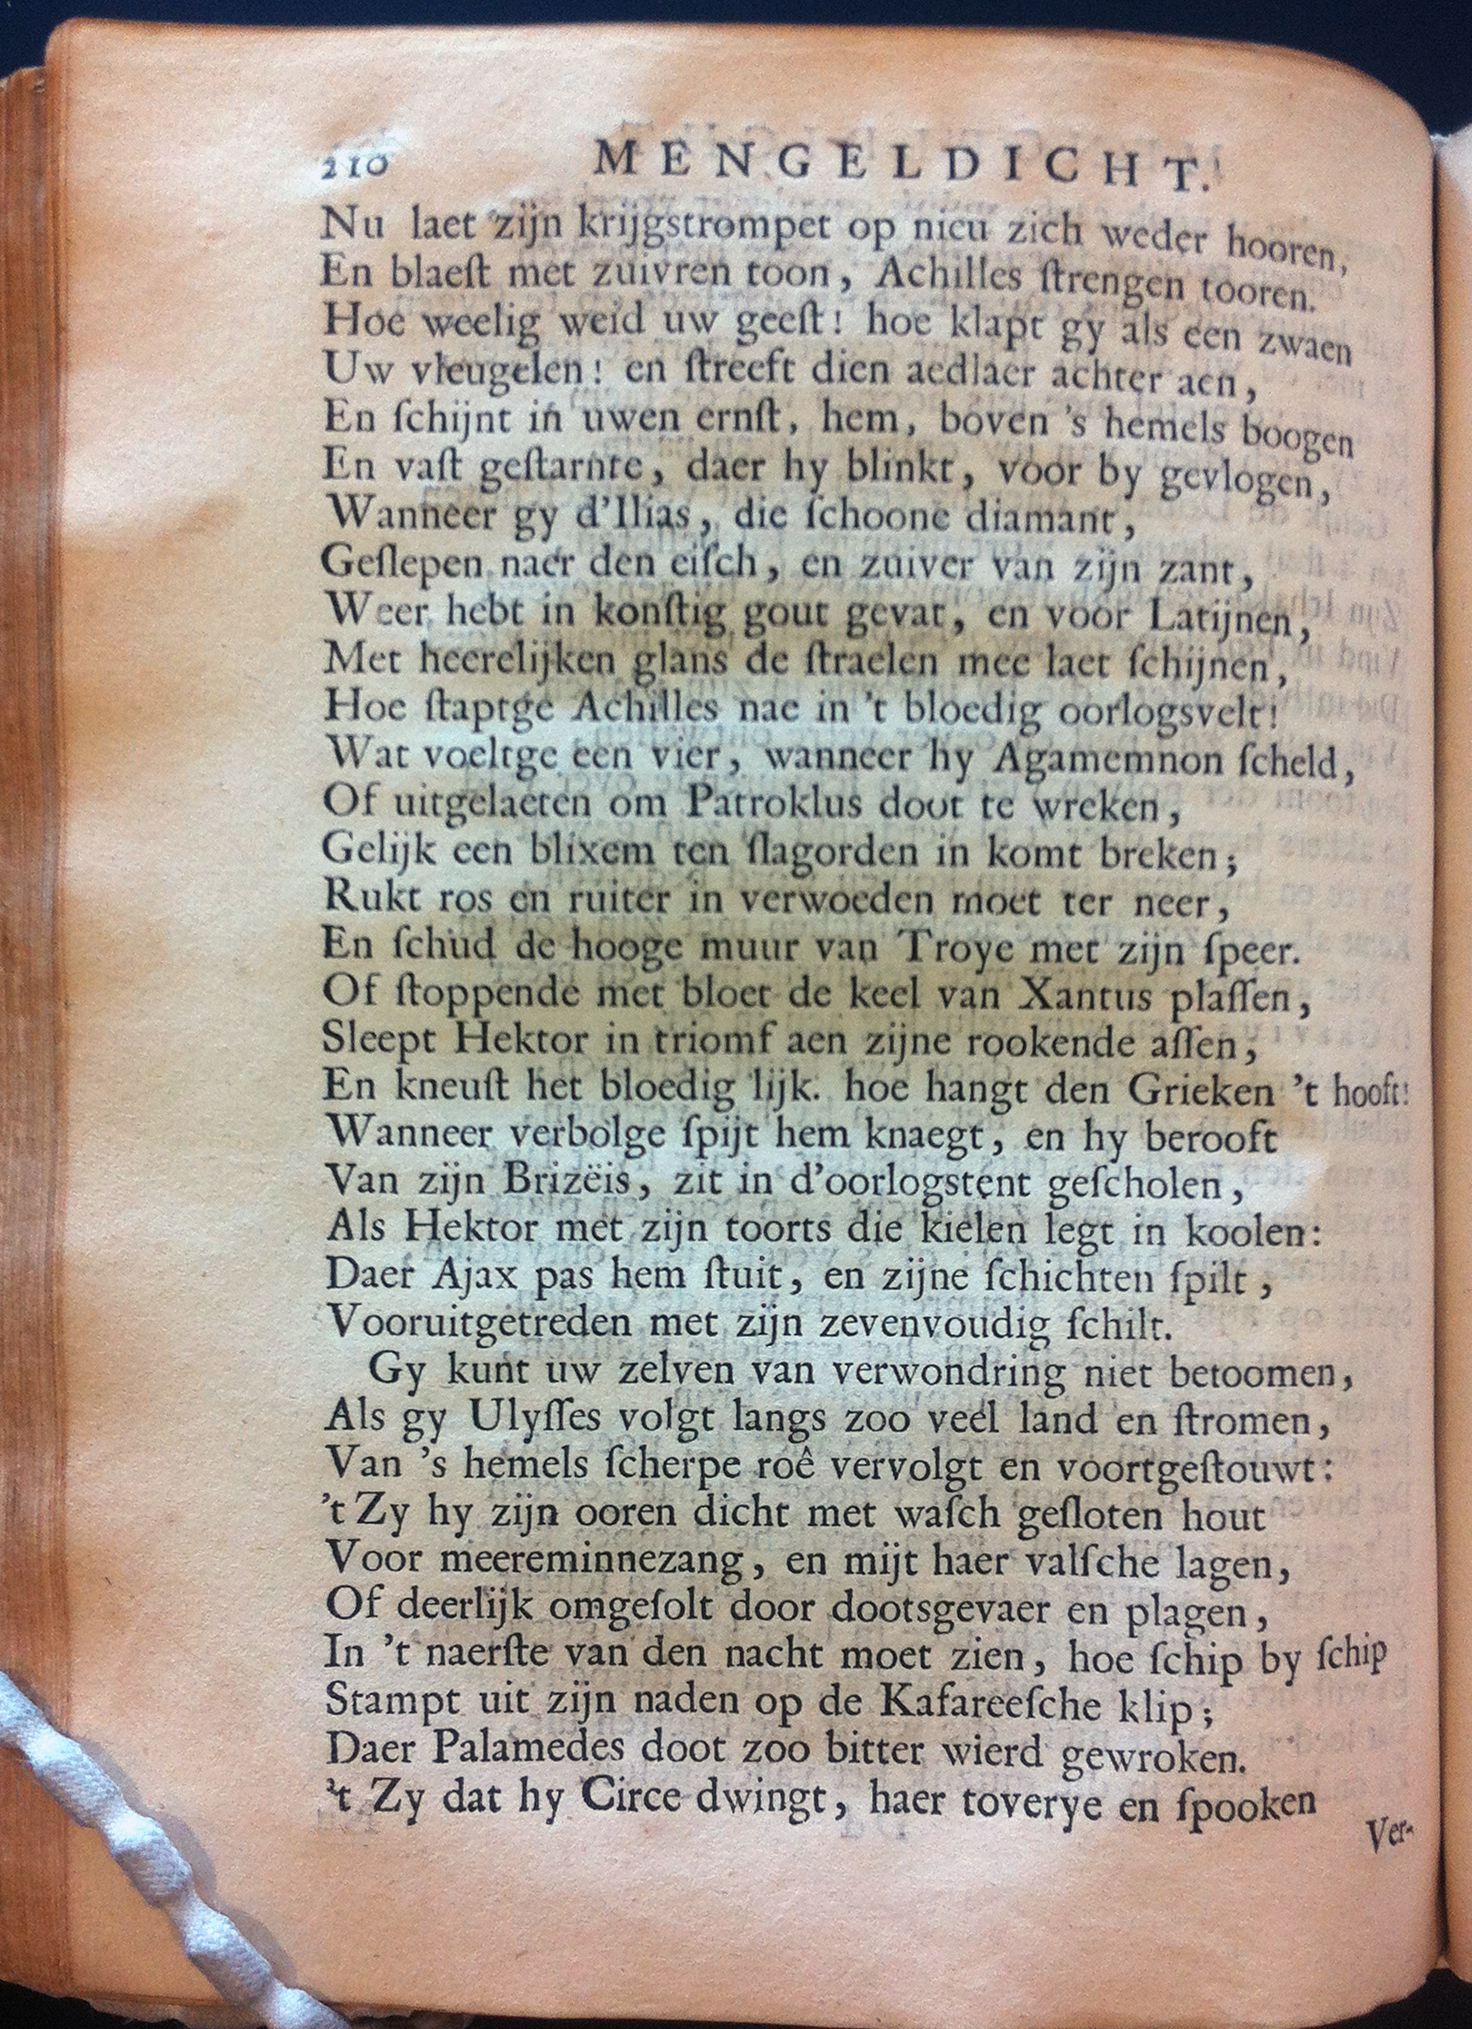 210 MENGELDICHT.
Nu laet zijn krijgstrompet op nieu zich weder hooren,
En blaeſt met zuivren toon, Achilles ſtrengen tooren.
Hoe weelig weid uw geeſt! hoe klapt gy als een zwaen
Uw vleugelen! en ſtreeft dien aedlaer achter aen,
En ſchijnt in uwen ernſt, hem, boven 's hemels boogen
En vaſt geſtarnte, daer hy blinkt, voor by gevlogen,
Wanneer gy d'Ilias, die ſchoone diamant,
Geſlepen naer den eiſch, en zuiver van zijn zant,
Weer hebt in konſtig gout gevat, en voor Latijnen,
Met heerelijken glans de ſtraelen mee laet ſchijnen,
Hoe ſtaptge Achilles nae in 't bloedig oorlogsvelt!
Wat voeltge een vier, wanneer hy Agamemnon ſcheld,
Of uitgelaeten om Patroklus doot te wreken,
Gelijk een blixem ten ſlagorden in komt breken;
Rukt ros en ruiter in verwoeden moet ter neer,
En ſchud de hooge muur van Troye met zijn ſpeer.
Of ſtoppende met bloet de keel van Xantus plaſſen,
Sleept Hektor in triomf aen zijne rookende aſſen,
En kneuſt het bloedig lijk. hoe hangt den Grieken 't hooft!
Wanneer verbolge ſpijt hem knaegt, en hy berooft
Van zijn Brizëis, zit in d'oorlogstent geſcholen,
Als Hektor met zijn toorts die kielen legt in koolen:
Daer Ajax pas hem ſtuit, en zijne ſchichten ſpilt,
Vooruitgetreden met zijn zevenvoudig ſchilt.
Gy kunt uw zelven van verwondring niet betoomen,
Als gy Ulyſſes volgt langs zoo veel land en ſtromen,
Van 's hemels ſcherpe roê vervolgt en voortgeſtouwt:
't Zy hy zijn ooren dicht met waſch geſloten hout
Voor meereminnezang, en mijt haer valſche lagen,
Of deerlijk omgeſolt door dootsgevaer en plagen,
In 't naerſte van den nacht moet zien, hoe ſchip by ſchip
Stampt uit zijn naden op de Kafareeſche klip;
Daer Palamedes doot zoo bitter wierd gewroken.
't Zy dat hy Circe dwingt, haer toverye en ſpooken
Ver-